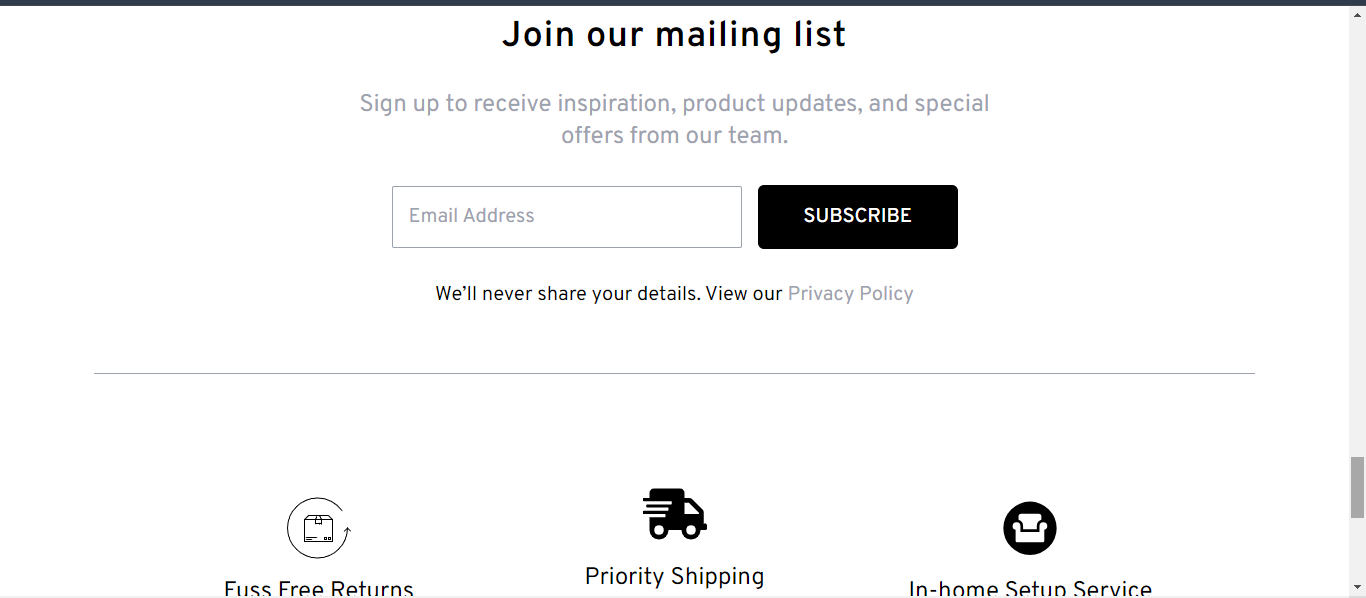 Join our mailing list
Sign up to receive inspiration, product updates, and special
offers from our team.
Email Address
SUBSCRIBE
We’ll never share your details. View our Privacy Policy
Fuss Free Returns
Priority Shipping
In-home Setup Service